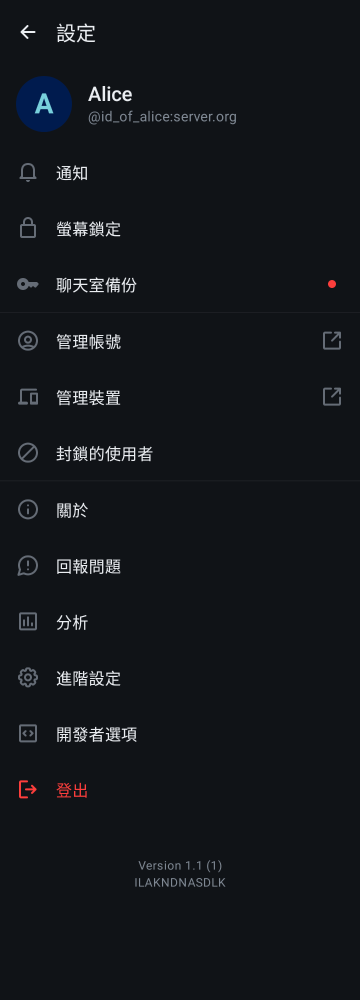 設定
A
Alice
@id_of_alice:server.org
通知
螢幕鎖定
聊天室備份
管理帳號
管理裝置
封鎖的使用者
關於
回報問題
分析
進階設定
開發者選項
登出
Version 1.1 (1)
ILAKNDNASDLK